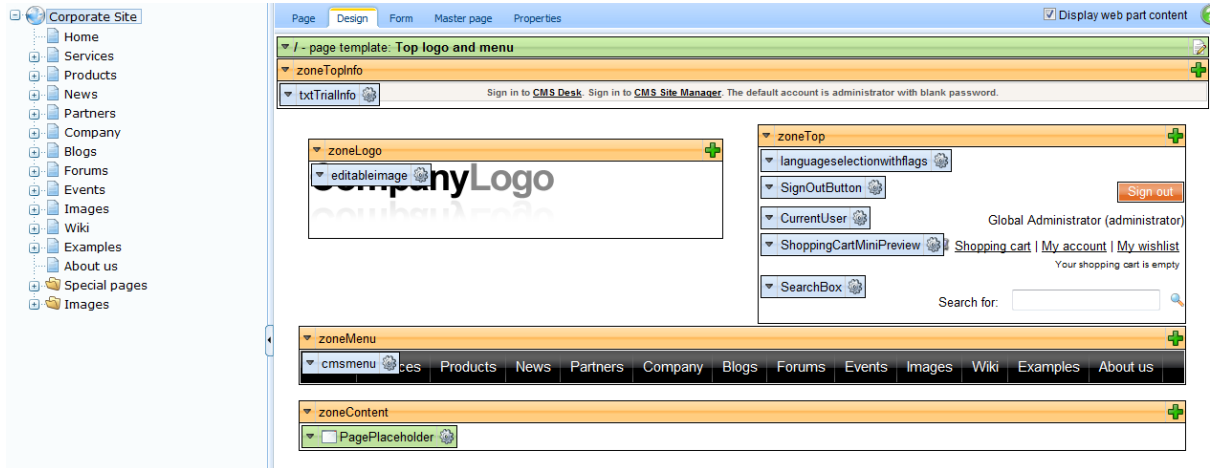 Corporate Site
Home
Services
Products
News
Partners
Company
Blogs
Forums
Events
Images
Wiki
Examples
About us
Special pages
Images
Page Design Form Master page Properties Display web part content
/ - page template: Top logo and menu
zoneTopInfo
txtTrialInfo Sign in to CMS Desk. Sign in to CMS Site Manager. The default account is administrator with blank password.
zoneLogo
editableimage
nyLogo
zoneTop
languageselectionwithflags
SignOutButton Sign out
CurrentUser Global Administrator (administrator)
ShoppingCartMiniPreview Shopping cart | My account | My wishlist
Your shopping cart is empty
SearchBox
Search for:
zoneMenu
cmsmenu ces Products News Partners Company Blogs Forums Events Images Wiki Examples About us
zoneContent
PagePlaceholder